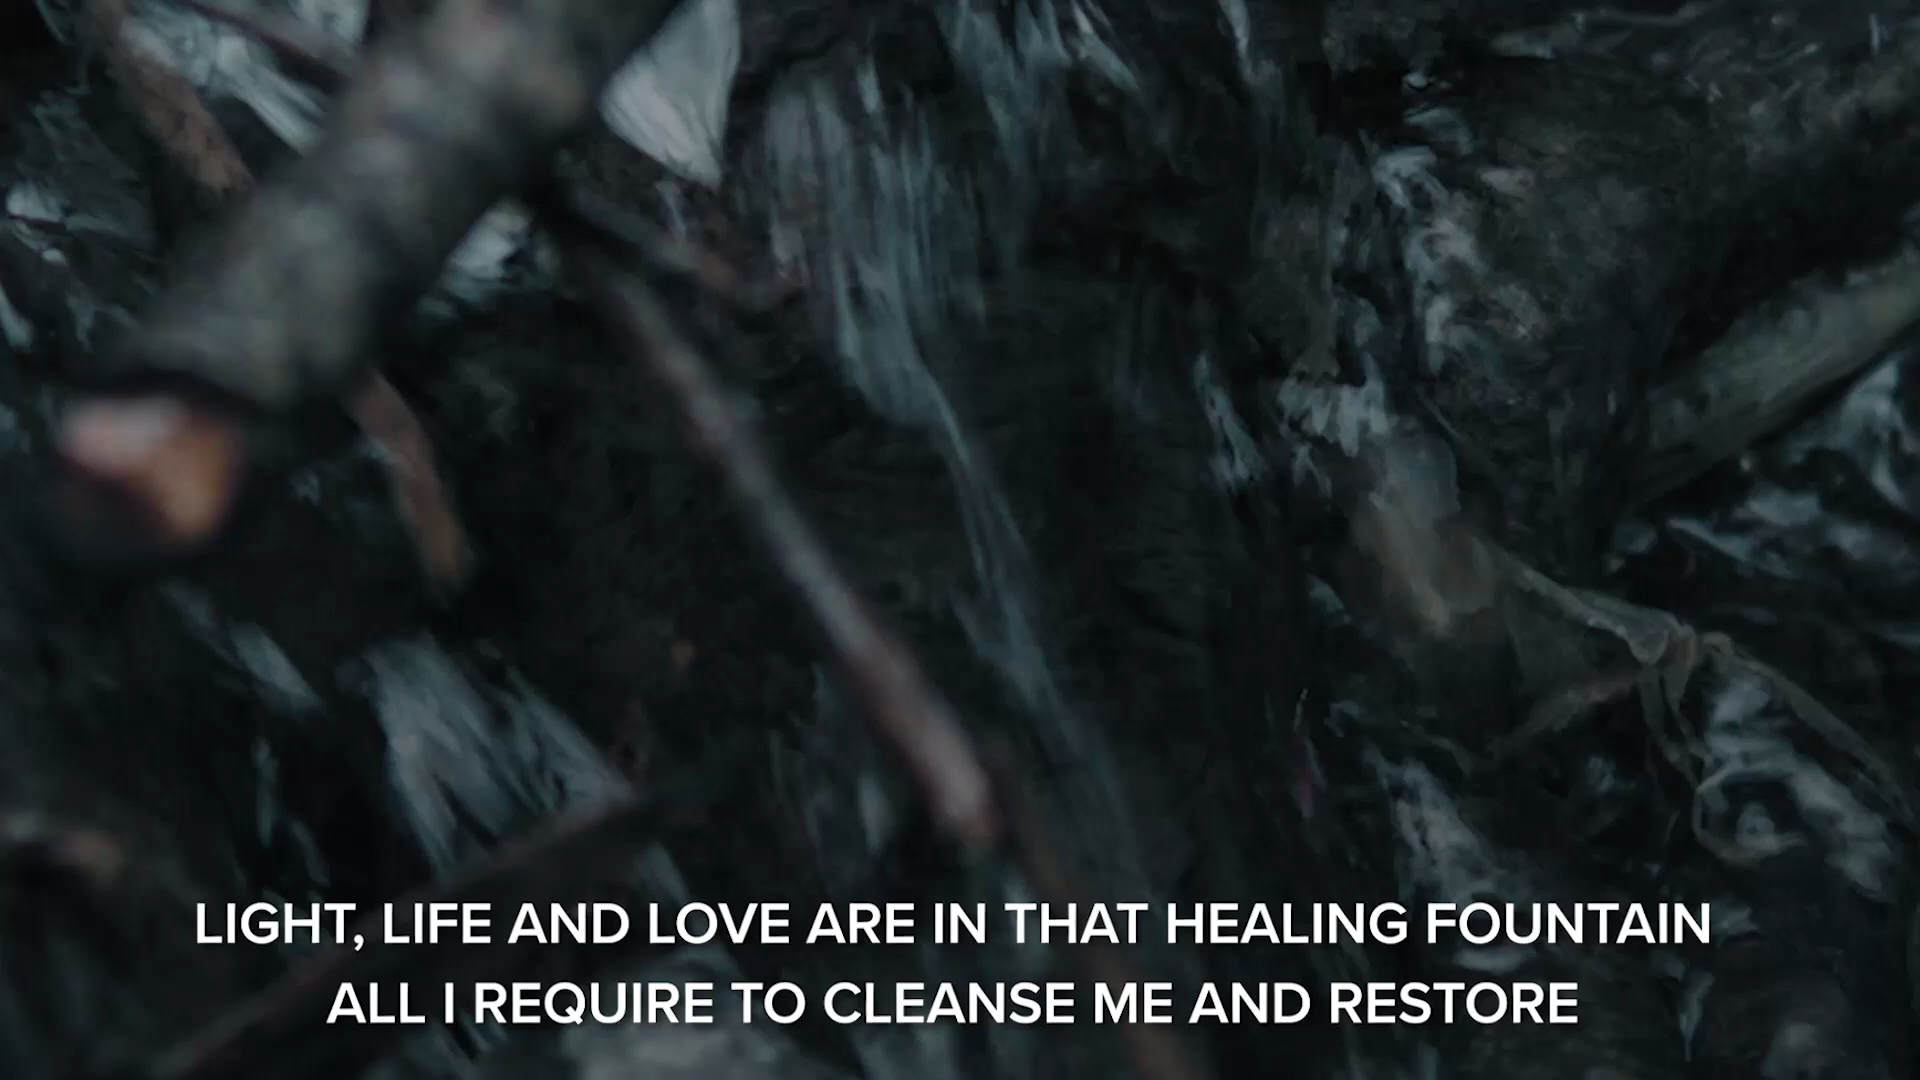 LIGHT, LIFE AND LOVE ARE IN THAT HEALING FOUNTAIN
ALL I REQUIRE TO CLEANSE ME AND RESTORE